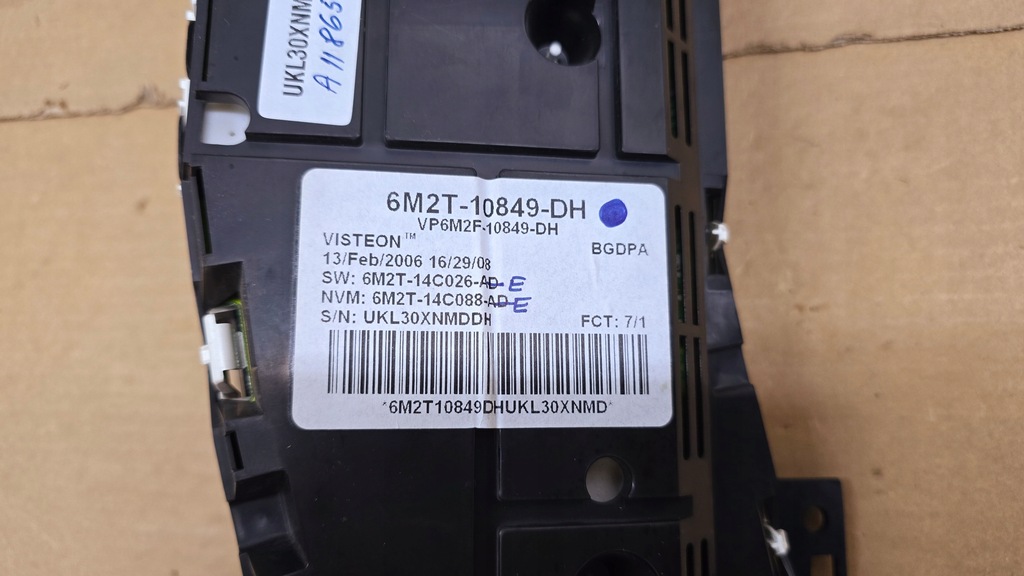 UKL30XNM
A11865
6M2T-10849-DH
VP6M2F-10849-DH
VISTEON™
BGDPA
13/Feb/2006 16/29/08
SW: 6M2T-14C026-AD-E
NVM: 6M2T-14C088-AD-E
S/N: UKL30XNMDDH
FCT: 7/1
*6M2T10849DHUKL30XNMD*